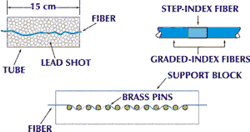 15 cm
FIBER
LEAD SHOT
TUBE
STEP-INDEX FIBER
GRADED-INDEX FIBERS
SUPPORT BLOCK
BRASS PINS
FIBER